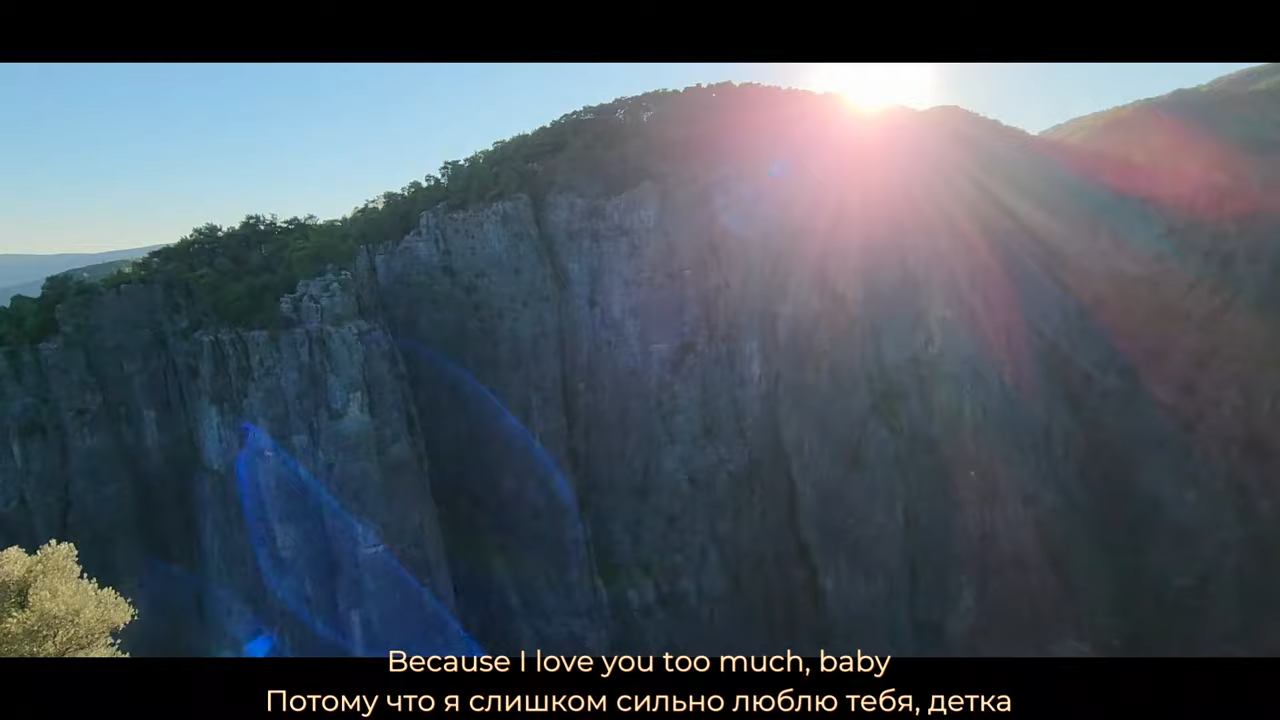 Because I love you too much, baby
Потому что я слишком сильно люблю тебя, детка